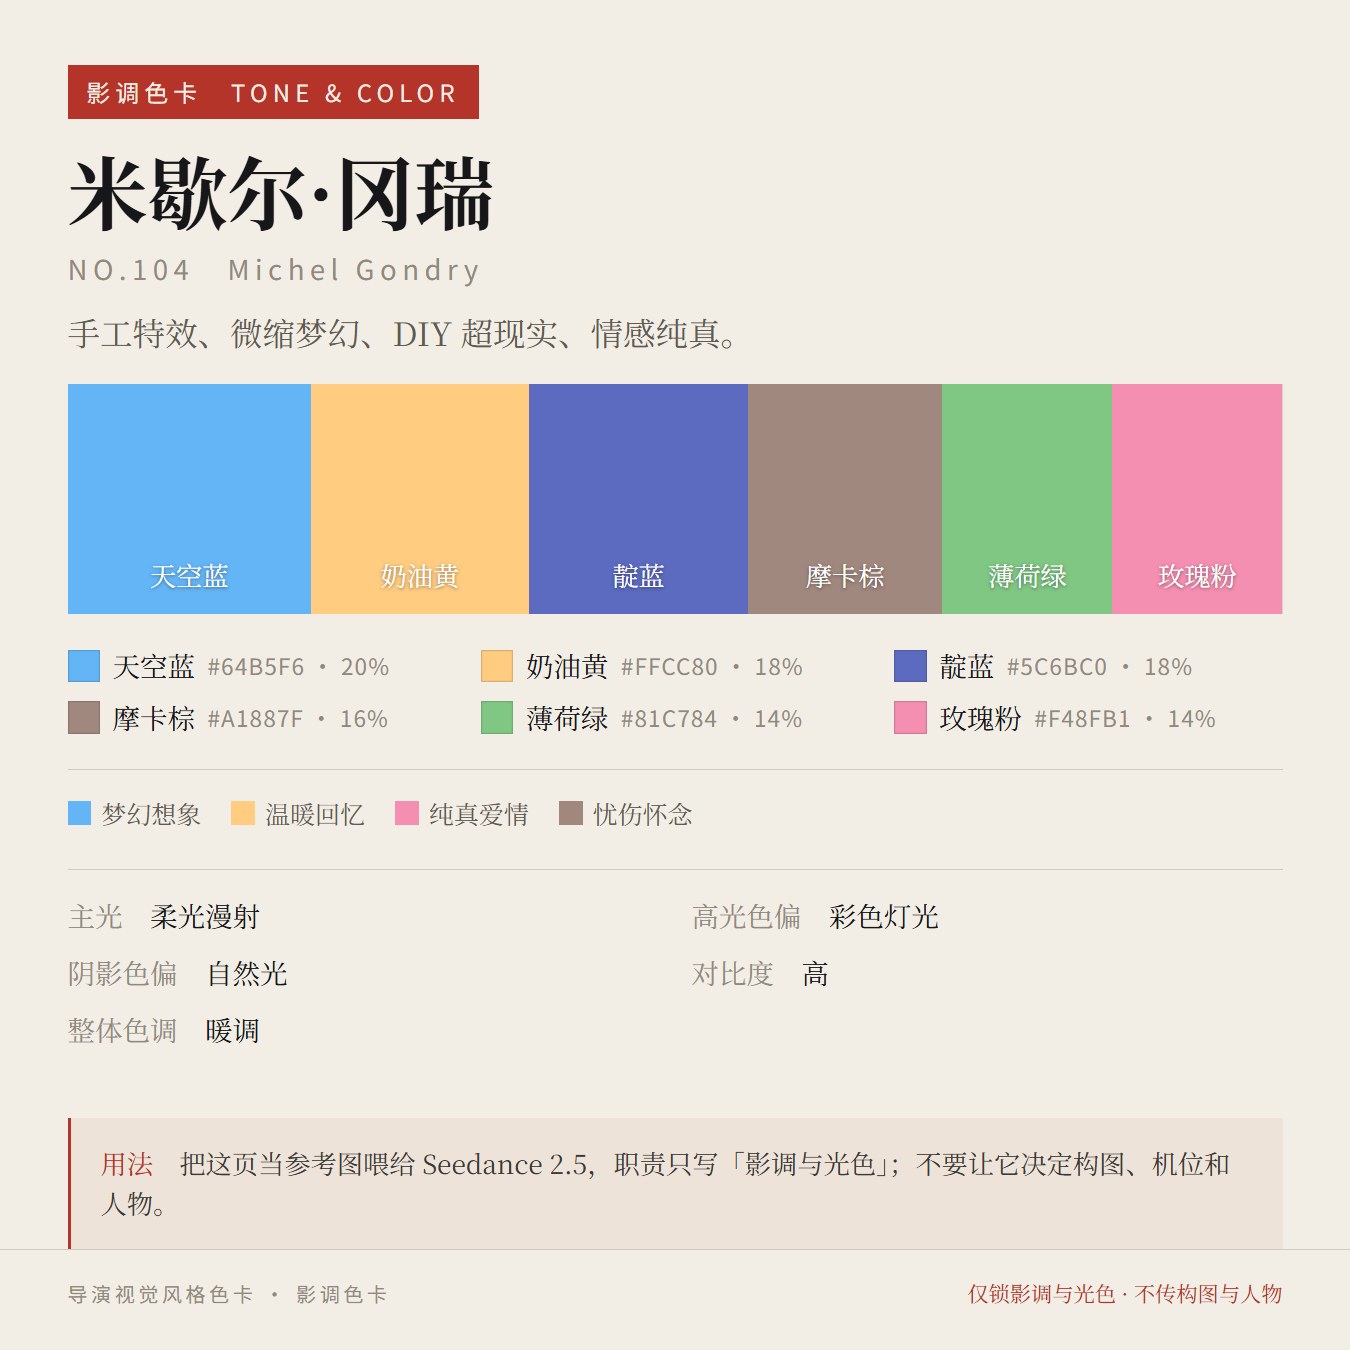 影调色卡 TONE & COLOR
米歇尔·冈瑞
NO.104 Michel Gondry
手工特效、微缩梦幻、DIY 超现实、情感纯真。
天空蓝 奶油黄 靛蓝 摩卡棕 薄荷绿 玫瑰粉
天空蓝 #64B5F6 · 20% 奶油黄 #FFCC80 · 18% 靛蓝 #5C6BC0 · 18%
摩卡棕 #A1887F · 16% 薄荷绿 #81C784 · 14% 玫瑰粉 #F48FB1 · 14%
梦幻想象 温暖回忆 纯真爱情 忧伤怀念
主光 柔光漫射 高光色偏 彩色灯光
阴影色偏 自然光 对比度 高
整体色调 暖调
用法 把这页当参考图喂给 Seedance 2.5，职责只写「影调与光色」；不要让它决定构图、机位和
人物。
导演视觉风格色卡 · 影调色卡 仅锁影调与光色 · 不传构图与人物